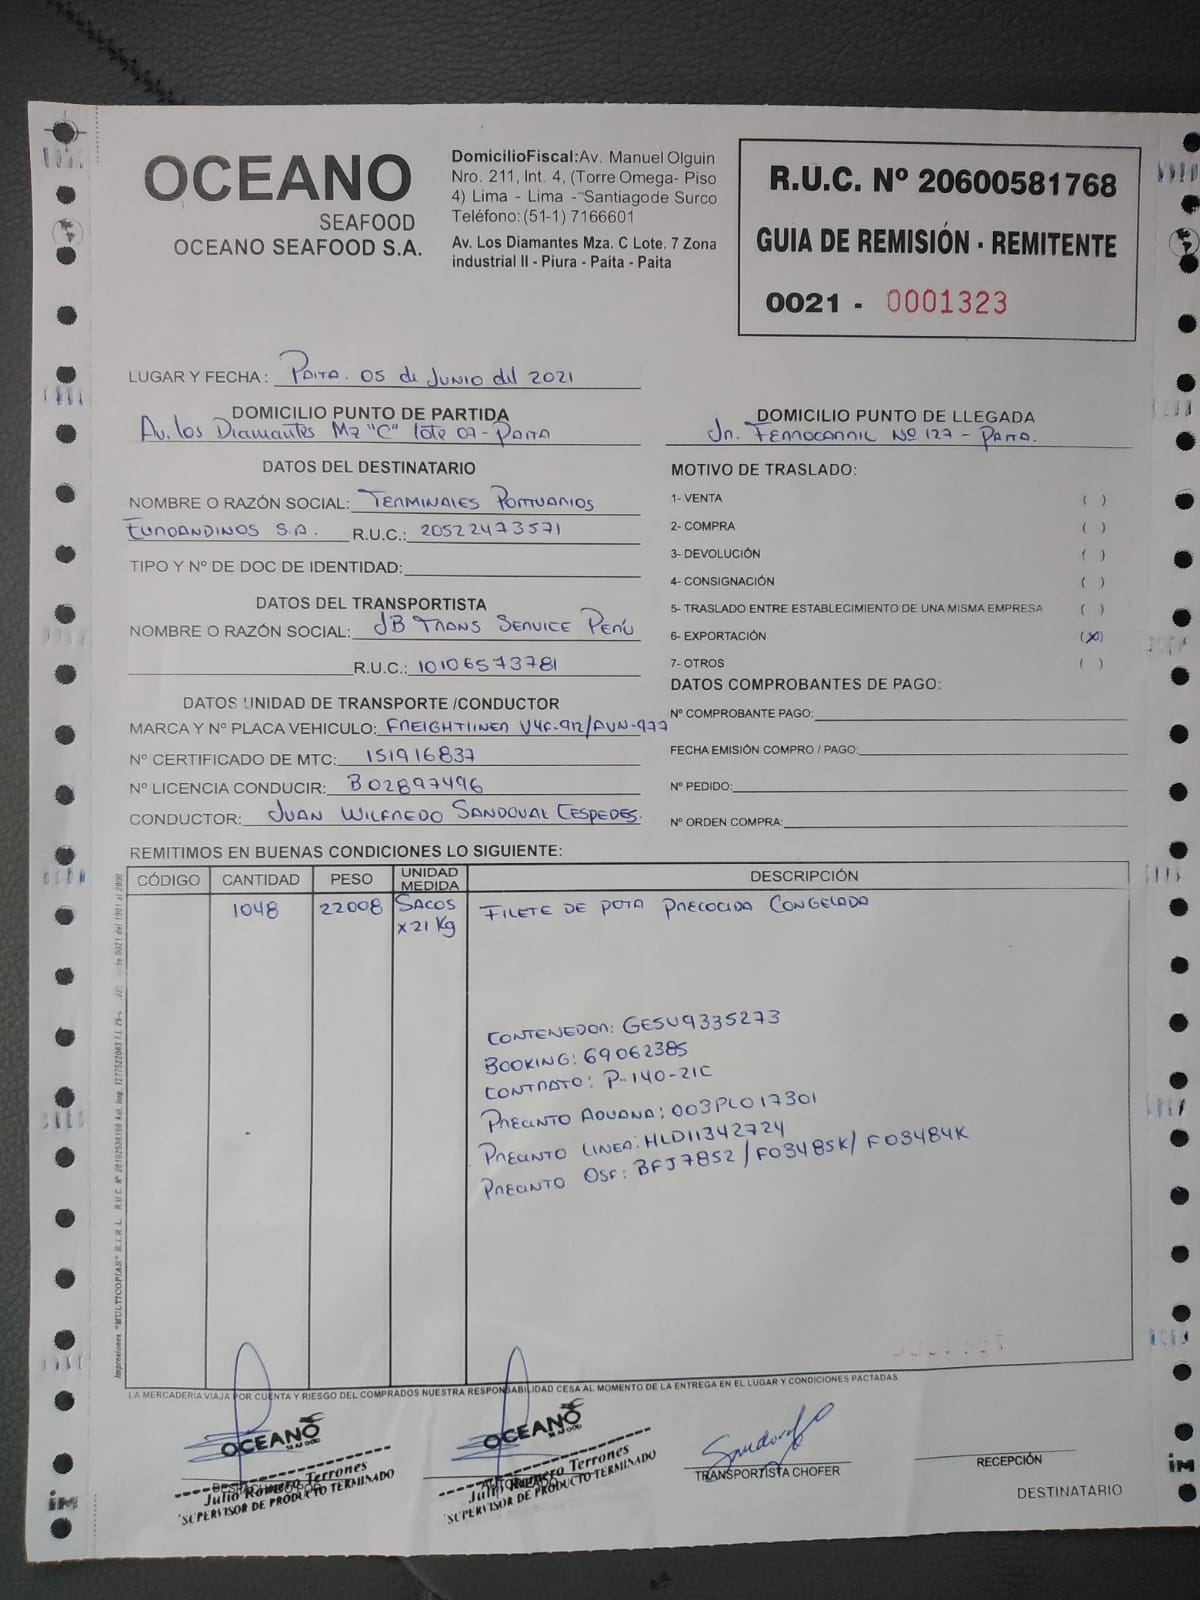 OCEANO
SEAFOOD
OCEANO SEAFOOD S.A.
DomicilioFiscal:Av. Manuel Olguin
Nro. 211, Int. 4, (Torre Omega- Piso
4) Lima - Lima - Santiagode Surco
Teléfono: (51-1) 7166601
Av. Los Diamantes Mza. C Lote. 7 Zona
industrial II - Piura - Paita - Paita
R.U.C. Nº 20600581768
GUIA DE REMISIÓN - REMITENTE
0021 - 0001323
LUGAR Y FECHA : Paita. 05 de Junio del 2021
DOMICILIO PUNTO DE PARTIDA
Av. los Diamantes Mz "C" lote 07 - Paita
DOMICILIO PUNTO DE LLEGADA
Jr. Ferrocarril Nº 127 - Paita.
DATOS DEL DESTINATARIO
NOMBRE O RAZÓN SOCIAL: Terminales Portuarios
Euroandinos S.A. R.U.C.: 20522473571
TIPO Y Nº DE DOC DE IDENTIDAD:
DATOS DEL TRANSPORTISTA
NOMBRE O RAZÓN SOCIAL: JB Trans Service Perú
R.U.C.: 10106573781
DATOS UNIDAD DE TRANSPORTE /CONDUCTOR
MARCA Y Nº PLACA VEHICULO: Freightliner V4F-912/AVN-977
Nº CERTIFICADO DE MTC: 151916837
Nº LICENCIA CONDUCIR: B02897496
CONDUCTOR: Juan Wilfredo Sandoval Cespedes.
MOTIVO DE TRASLADO:
1- VENTA ( )
2- COMPRA ( )
3- DEVOLUCIÓN ( )
4- CONSIGNACIÓN ( )
5- TRASLADO ENTRE ESTABLECIMIENTO DE UNA MISMA EMPRESA ( )
6- EXPORTACIÓN (X)
7- OTROS ( )
DATOS COMPROBANTES DE PAGO:
Nº COMPROBANTE PAGO:
FECHA EMISIÓN COMPRO / PAGO:
Nº PEDIDO:
Nº ORDEN COMPRA:
REMITIMOS EN BUENAS CONDICIONES LO SIGUIENTE:
CÓDIGO CANTIDAD PESO UNIDAD MEDIDA DESCRIPCIÓN
1048 22008 Sacos x 21 Kg Filete de pota precocida congelada
Contenedor: GESU9335273
Booking: 69062385
Contrato: P-140-21C
Precinto Aduana: 003PL017301
Precinto Linea: HLD11342724
Precinto Osf: BFJ7852 / F03485K / F03484K
LA MERCADERÍA VIAJA POR CUENTA Y RIESGO DEL COMPRADOS NUESTRA RESPONSABILIDAD CESA AL MOMENTO DE LA ENTREGA EN EL LUGAR Y CONDICIONES PACTADAS
OCEANO
SEAFOOD
Julio Romero Terrones
SUPERVISOR DE PRODUCTO TERMINADO
OCEANO
SEAFOOD
Julio Romero Terrones
SUPERVISOR DE PRODUCTO TERMINADO
TRANSPORTISTA CHOFER
RECEPCIÓN
DESTINATARIO